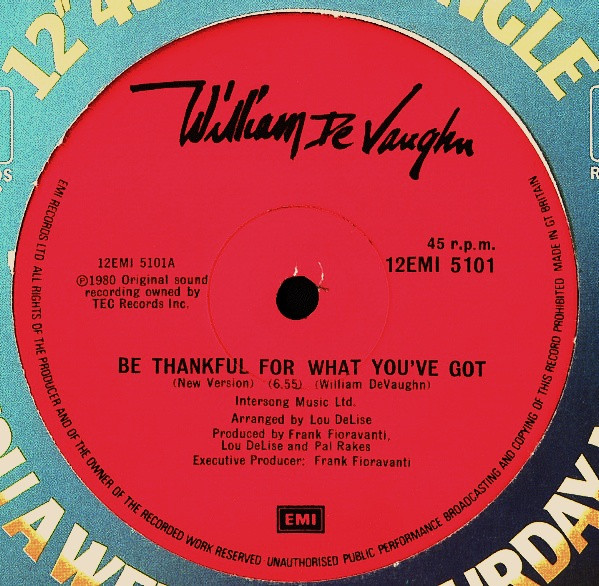 12" 4
NGLE
William De Vaughn
EMI RECORDS LTD ALL RIGHTS OF THE PRODUCER AND OF THE OWNER OF THE RECORDED WORK RESERVED UNAUTHORISED PUBLIC PERFORMANCE BROADCASTING AND COPYING OF THIS RECORD PROHIBITED MADE IN GT BRITAIN
12EMI 5101A
℗1980 Original sound
recording owned by
TEC Records Inc.
45 r.p.m.
12EMI 5101
BE THANKFUL FOR WHAT YOU'VE GOT
(New Version) (6.55) (William DeVaughn)
Intersong Music Ltd.
Arranged by Lou DeLise
Produced by Frank Fioravanti,
Lou DeLise and Pal Rakes
Executive Producer: Frank Fioravanti
EMI
OU A WE
URDAY